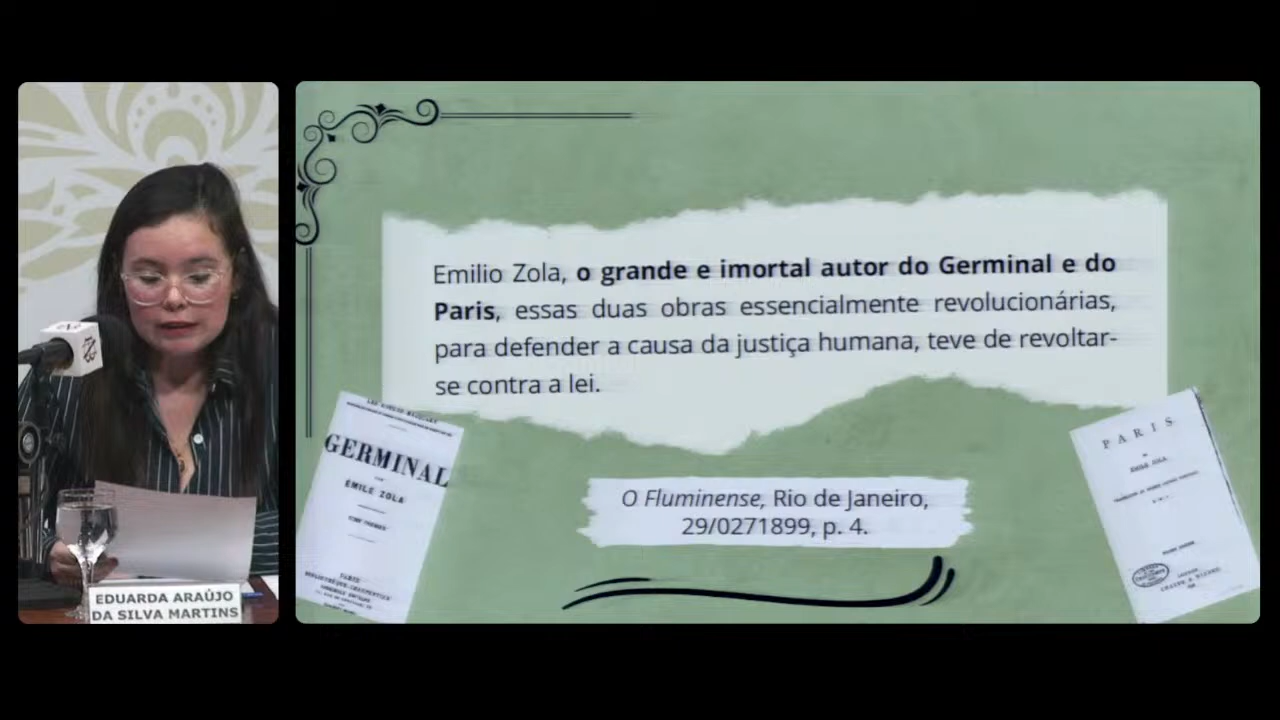 Emilio Zola, o grande e imortal autor do Germinal e do
Paris, essas duas obras essencialmente revolucionárias,
para defender a causa da justiça humana, teve de revoltar-
se contra a lei.
GERMINAL
ÉMILE ZOLA
PARIS
EMILE ZOLA
O Fluminense, Rio de Janeiro,
29/0271899, p. 4.
EDUARDA ARAÚJO
DA SILVA MARTINS